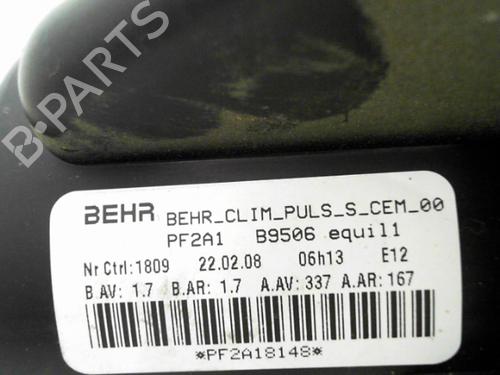 B-PARTS
BEHR BEHR_CLIM_PULS_S_CEM_00
PF2A1 B9506 equil1
Nr Ctrl:1809 22.02.08 06h13 E12
B.AV: 1.7 B.AR: 1.7 A.AV: 337 A.AR: 167
*PF2A18148*